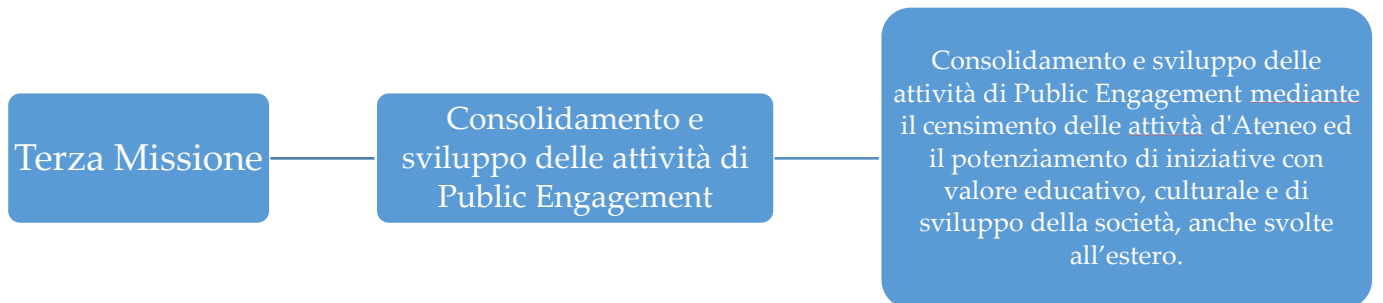 Terza Missione
Consolidamento e
sviluppo delle attività di
Public Engagement
Consolidamento e sviluppo delle
attività di Public Engagement mediante
il censimento delle attivtà d'Ateneo ed
il potenziamento di iniziative con
valore educativo, culturale e di
sviluppo della società, anche svolte
all’estero.